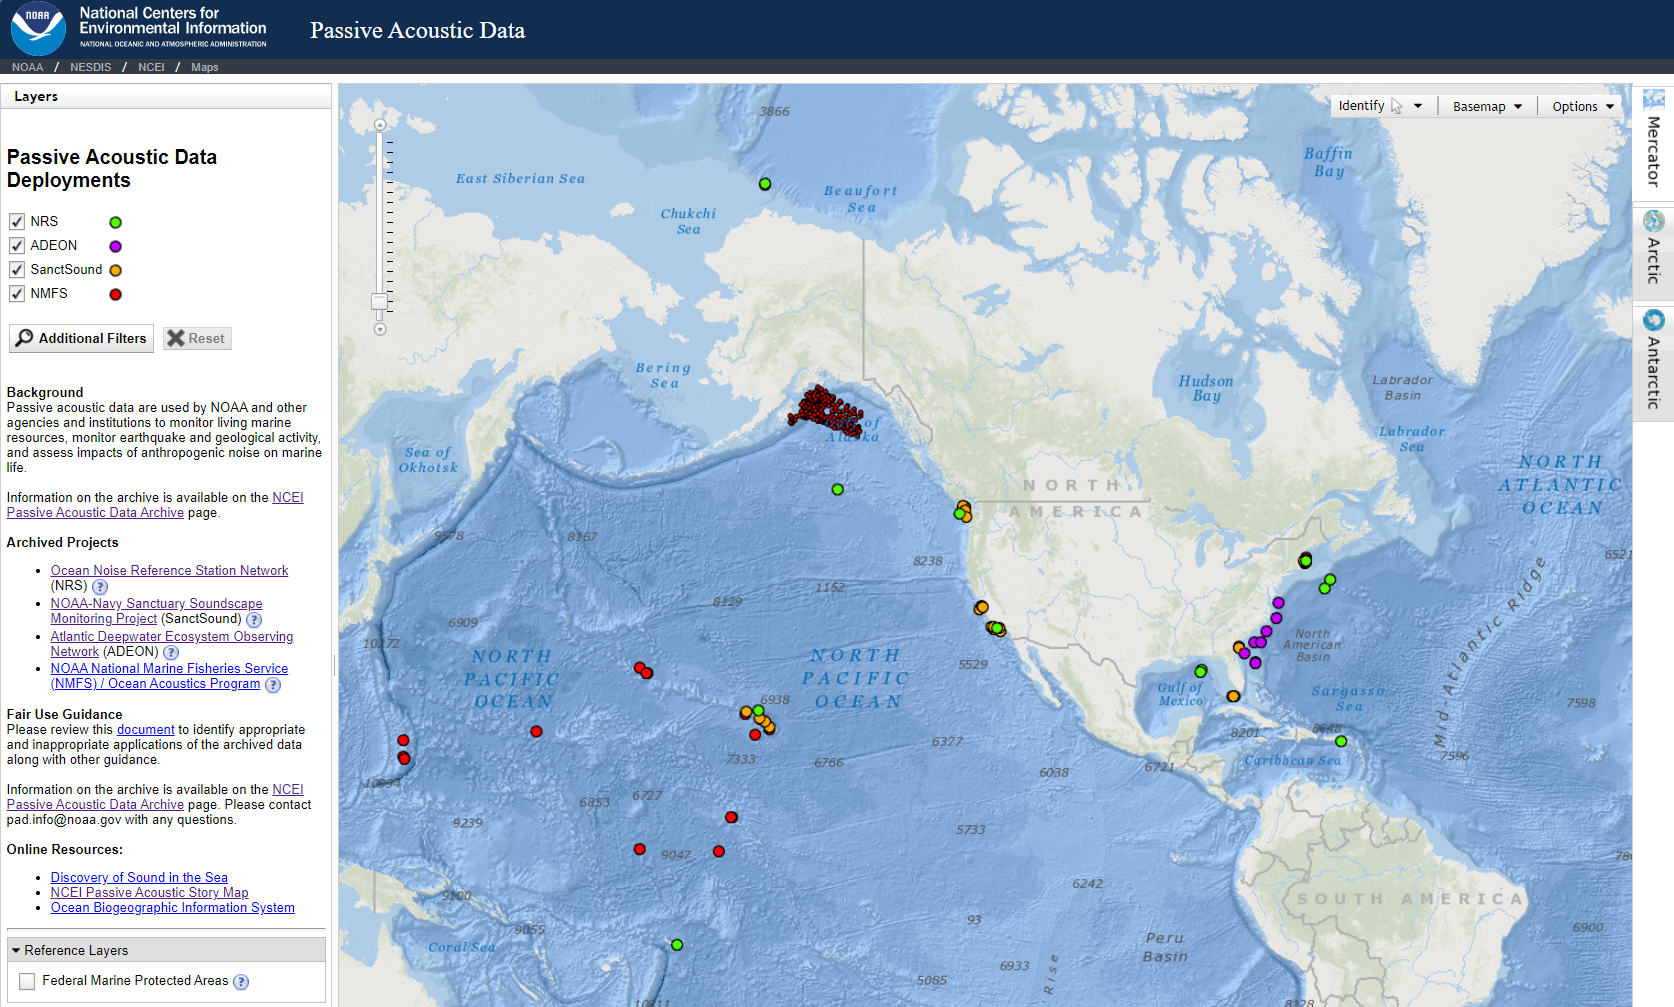 NOAA
National Centers for
Environmental Information
NATIONAL OCEANIC AND ATMOSPHERIC ADMINISTRATION
Passive Acoustic Data
NOAA / NESDIS / NCEI / Maps
Layers
Passive Acoustic Data
Deployments
NRS
ADEON
SanctSound
NMFS
Additional Filters
Reset
Background
Passive acoustic data are used by NOAA and other
agencies and institutions to monitor living marine
resources, monitor earthquake and geological activity,
and assess impacts of anthropogenic noise on marine
life.
Information on the archive is available on the NCEI
Passive Acoustic Data Archive page.
Archived Projects
Ocean Noise Reference Station Network
(NRS) ?
NOAA-Navy Sanctuary Soundscape
Monitoring Project (SanctSound) ?
Atlantic Deepwater Ecosystem Observing
Network (ADEON) ?
NOAA National Marine Fisheries Service
(NMFS) / Ocean Acoustics Program ?
Fair Use Guidance
Please review this document to identify appropriate
and inappropriate applications of the archived data
along with other guidance.
Information on the archive is available on the NCEI
Passive Acoustic Data Archive page. Please contact
pad.info@noaa.gov with any questions.
Online Resources:
Discovery of Sound in the Sea
NCEI Passive Acoustic Story Map
Ocean Biogeographic Information System
Reference Layers
Federal Marine Protected Areas ?
Identify
Basemap
Options
Mercator
Arctic
Antarctic
3866
East Siberian Sea
Chukchi
Sea
Beaufort
Sea
Baffin
Bay
Bering
Sea
Hudson
Bay
Labrador
Basin
Labrador
Sea
Sea of
Okhotsk
of
Alaska
NORTH
AMERICA
NORTH
ATLANTIC
OCEAN
9578
8167
8238
6521
1152
8129
6909
10272
NORTH
PACIFIC
OCEAN
NORTH
PACIFIC
OCEAN
5529
North
American
Basin
Mid-Atlantic Ridge
Gulf of
Mexico
Sargasso
Sea
7598
6938
8648
8201
6377
7333
6766
7596
Caribbean Sea
6721
6038
10994
6727
6853
9239
5733
9047
6242
9100
SOUTH AMERICA
93
9055
6900
Coral Sea
Peru
Basin
6933
Rise
5085
10811
8128